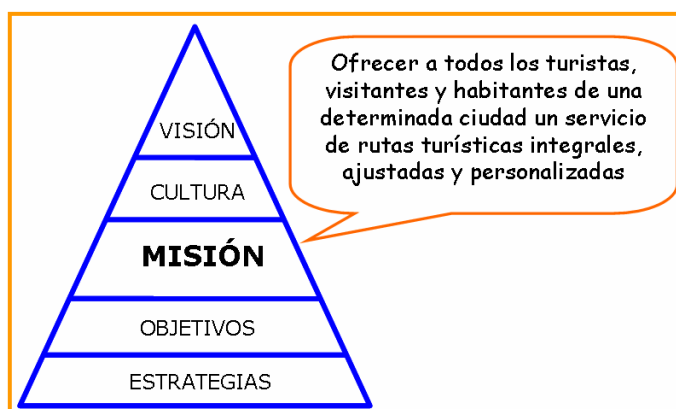 Ofrecer a todos los turistas,
visitantes y habitantes de una
determinada ciudad un servicio
de rutas turísticas integrales,
ajustadas y personalizadas
VISIÓN
CULTURA
MISIÓN
OBJETIVOS
ESTRATEGIAS